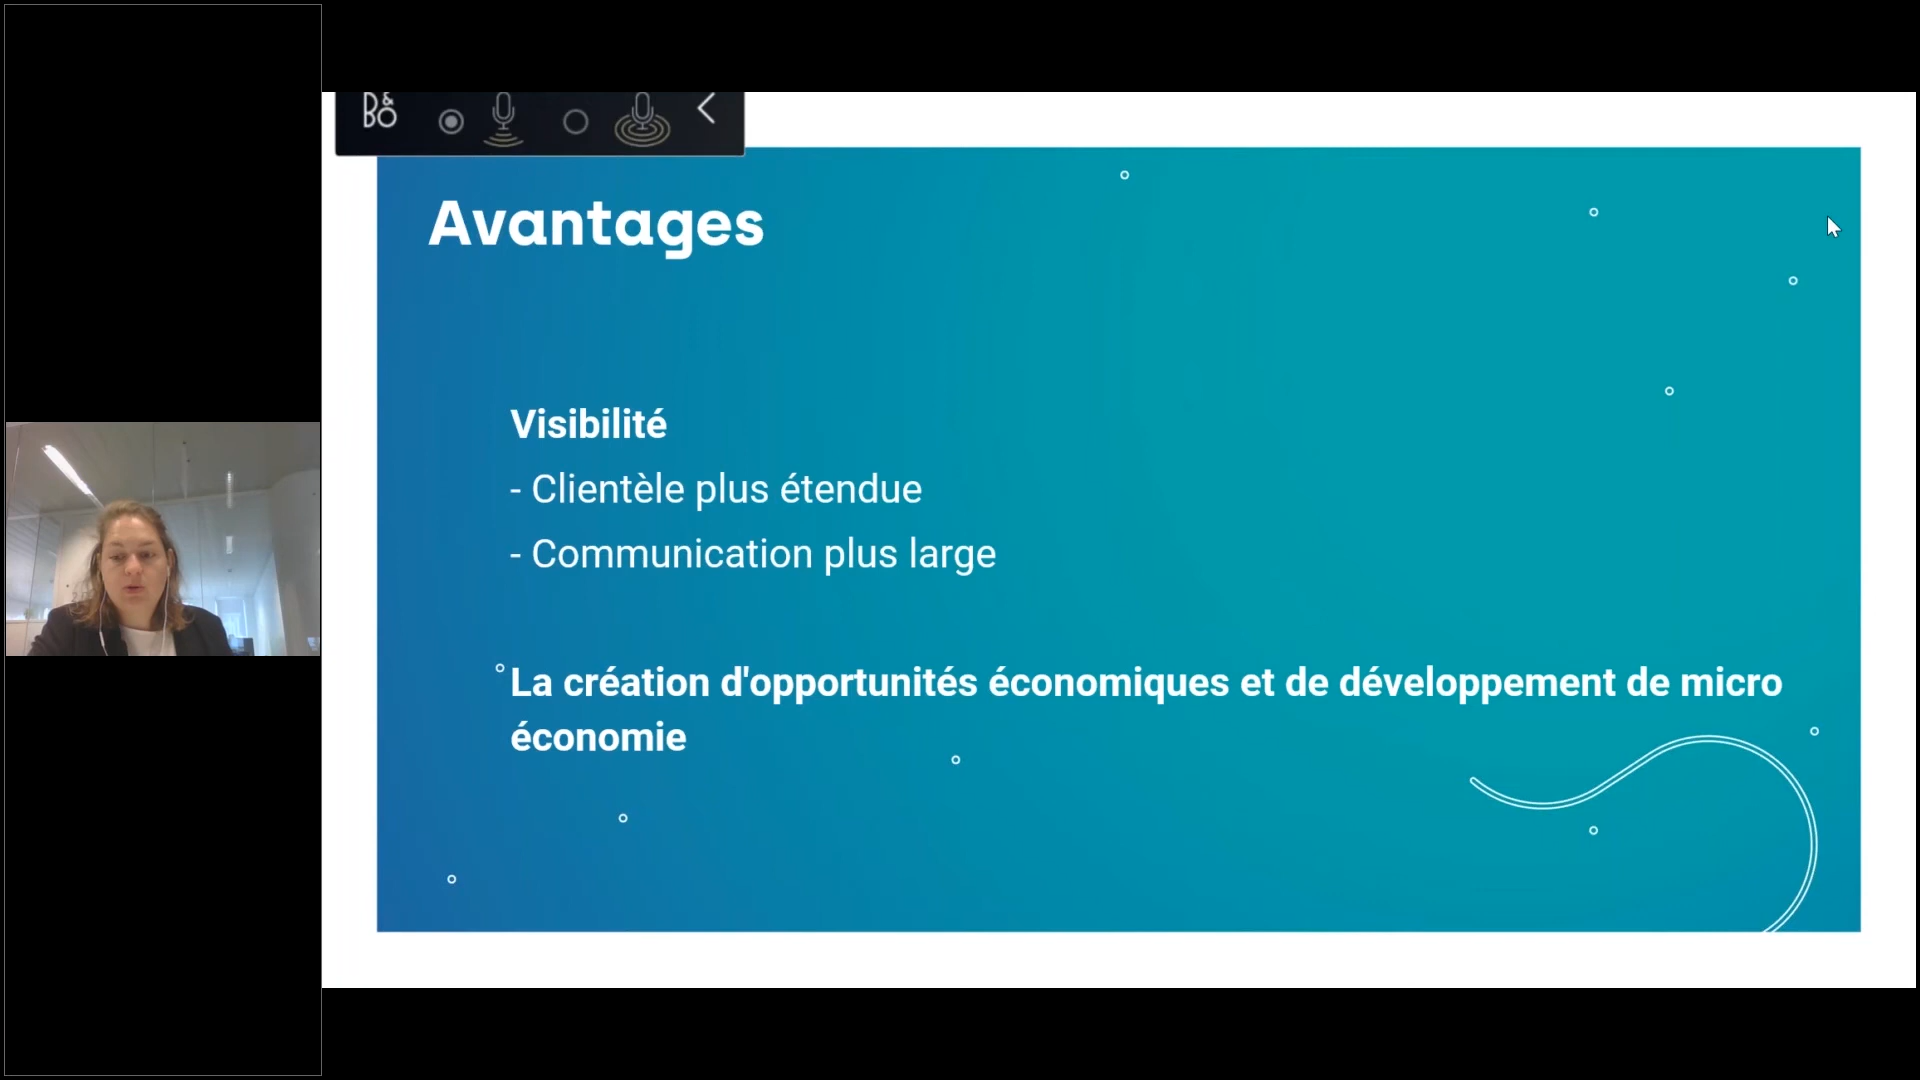 B&O
Avantages
Visibilité
- Clientèle plus étendue
- Communication plus large
La création d'opportunités économiques et de développement de micro
économie